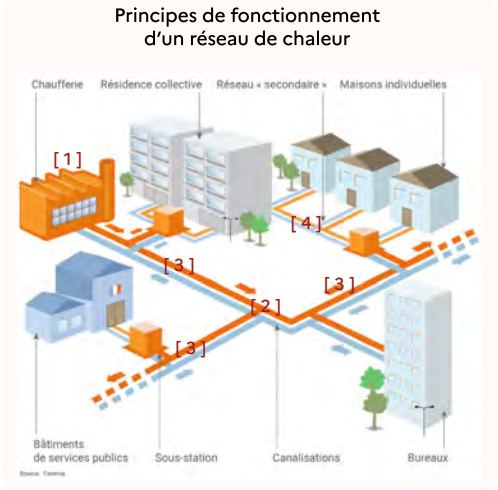 Principes de fonctionnement
d'un réseau de chaleur
Chaufferie
Résidence collective
Réseau « secondaire »
Maisons individuelles
[ 1 ]
[ 4 ]
[ 3 ]
[ 3 ]
[ 2 ]
[ 3 ]
Bâtiments
de services publics
Sous-station
Canalisations
Bureaux
Source: Cerema